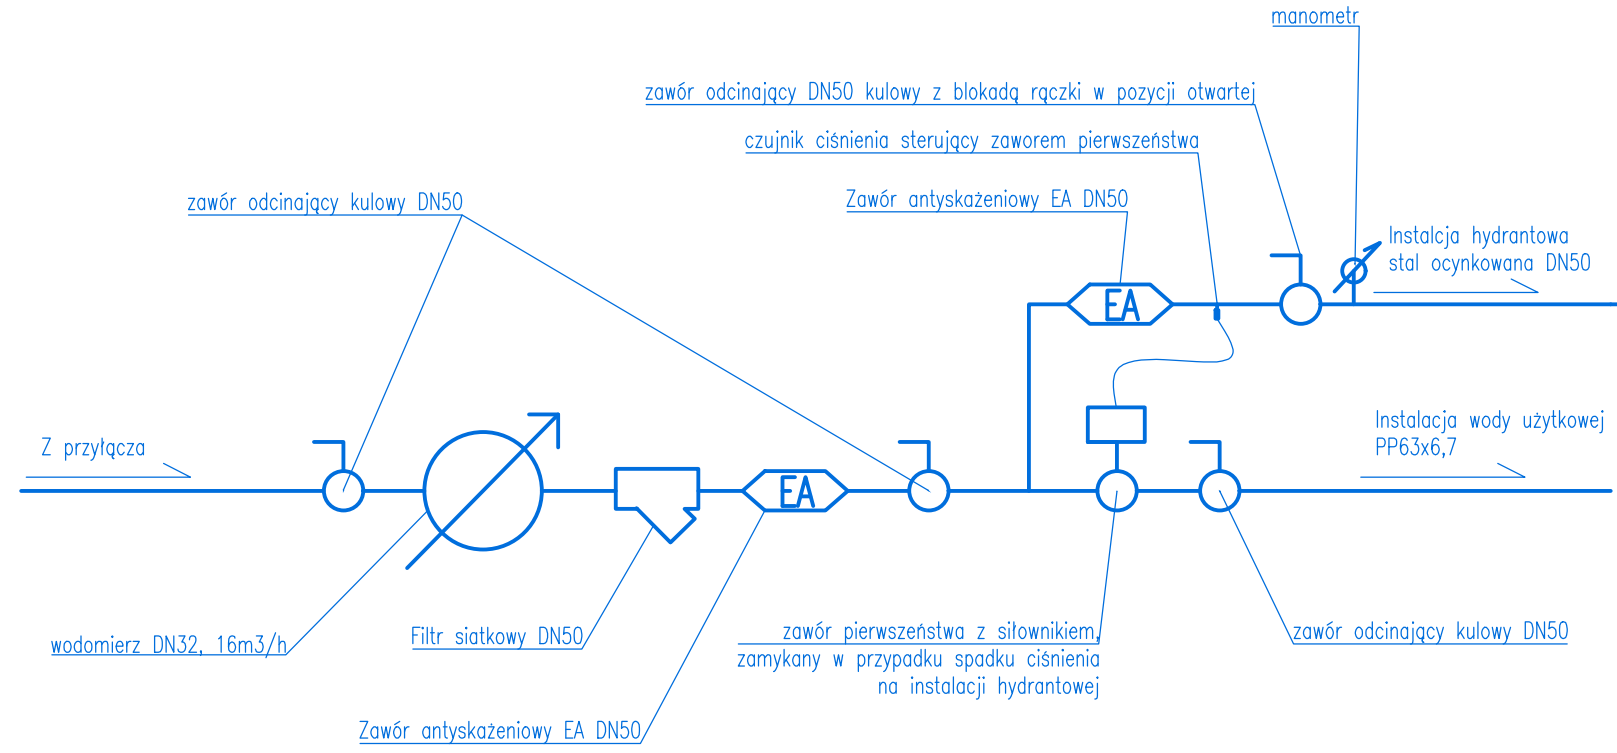 manometr
zawór odcinający DN50 kulowy z blokadą rączki w pozycji otwartej
czujnik ciśnienia sterujący zaworem pierwszeństwa
zawór odcinający kulowy DN50
Zawór antyskażeniowy EA DN50
Instalcja hydrantowa
stal ocynkowana DN50
EA
Z przyłącza
Instalacja wody użytkowej
PP63x6,7
EA
wodomierz DN32, 16m3/h
Filtr siatkowy DN50
zawór pierwszeństwa z siłownikiem,
zamykany w przypadku spadku ciśnienia
na instalacji hydrantowej
zawór odcinający kulowy DN50
Zawór antyskażeniowy EA DN50